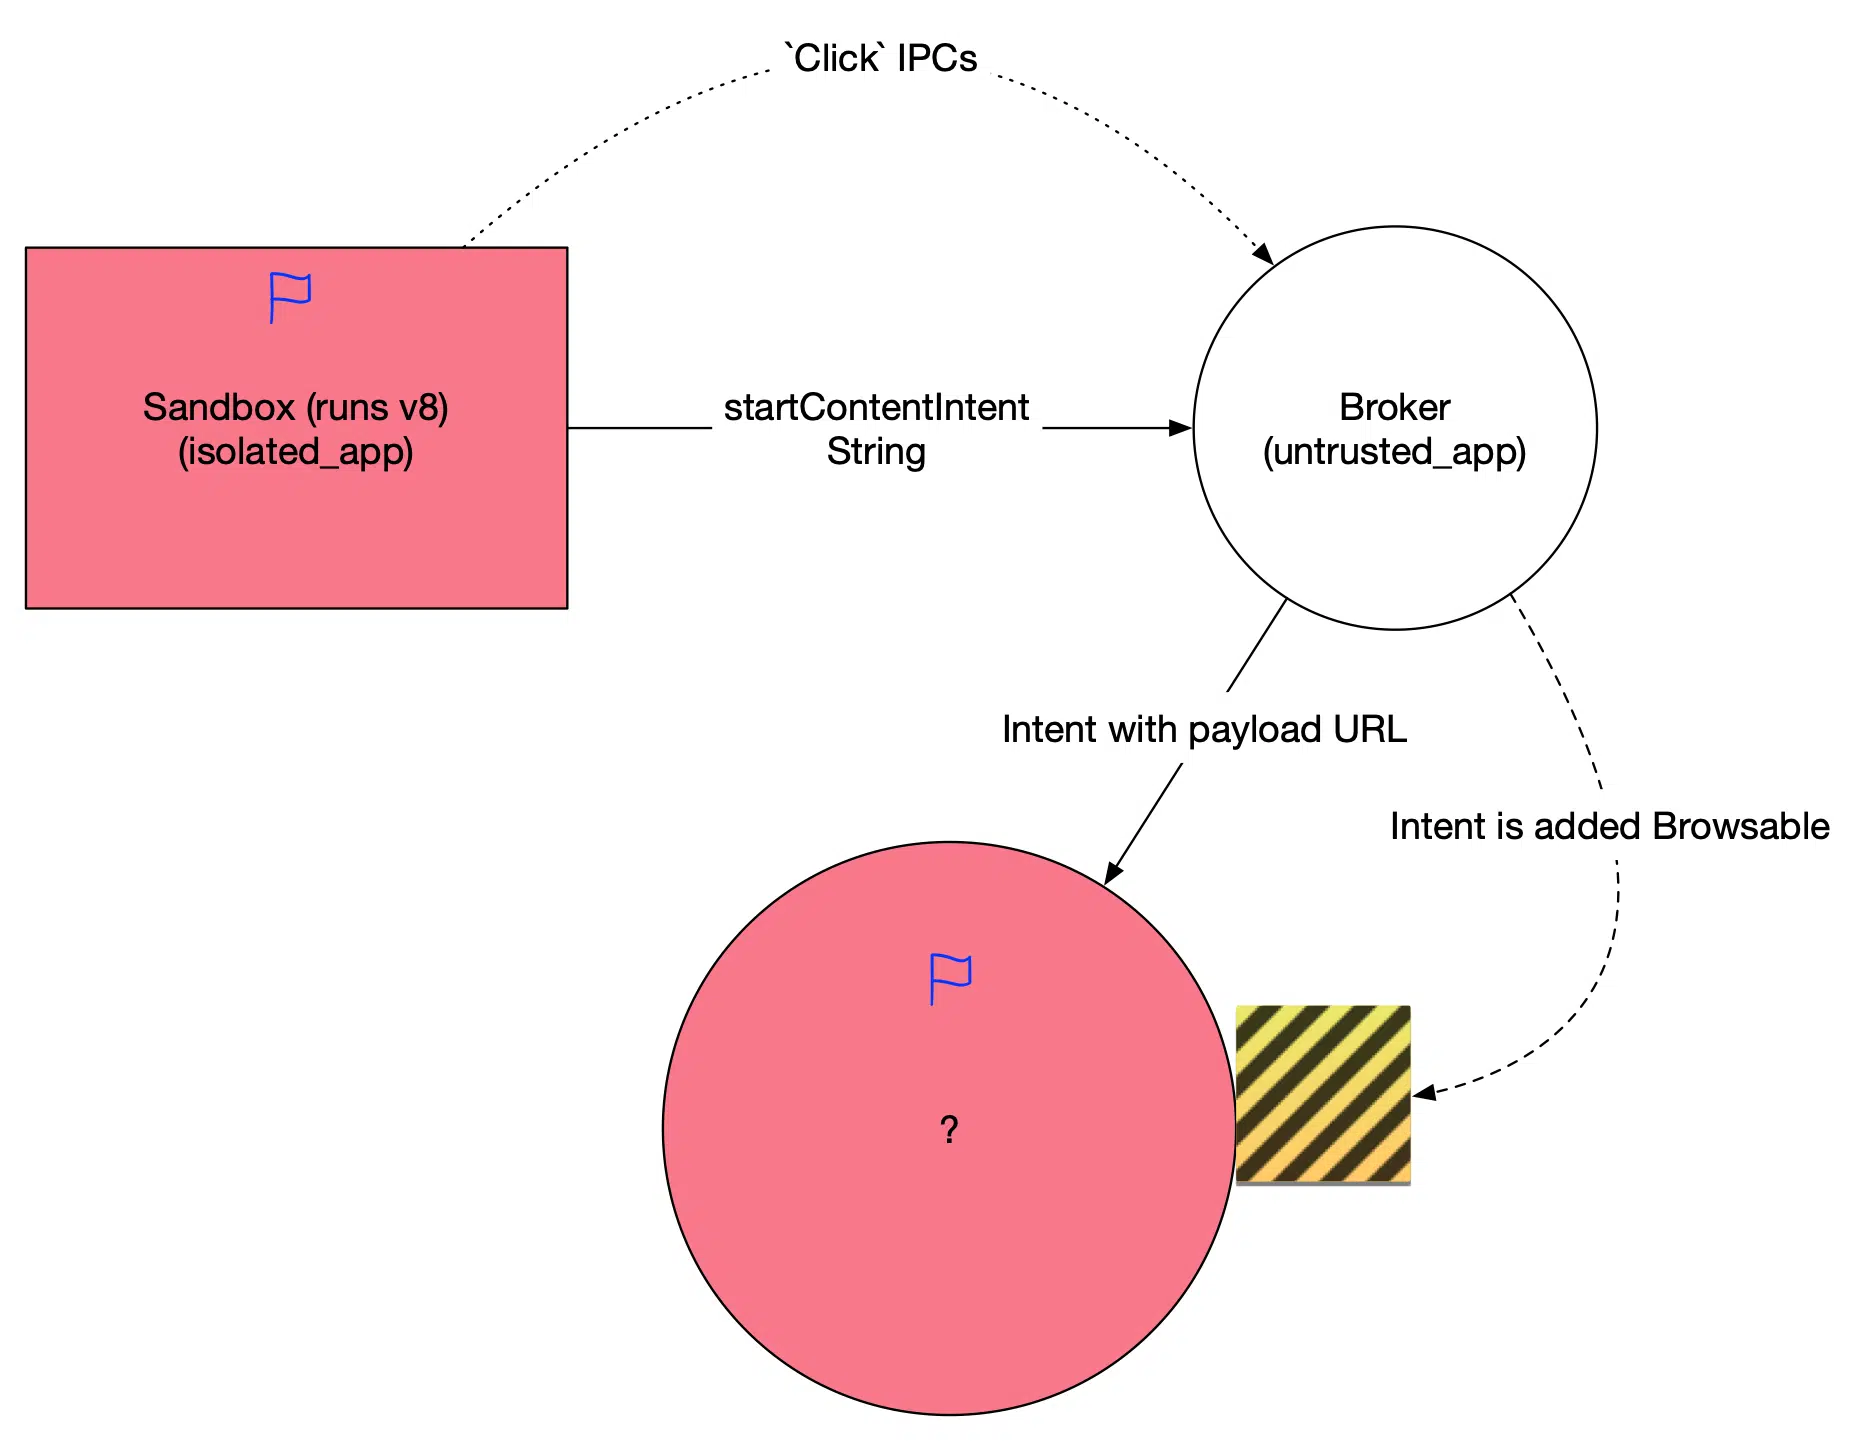 `Click` IPCs
Sandbox (runs v8)
(isolated_app)
startContentIntent
String
Broker
(untrusted_app)
Intent with payload URL
Intent is added Browsable
?